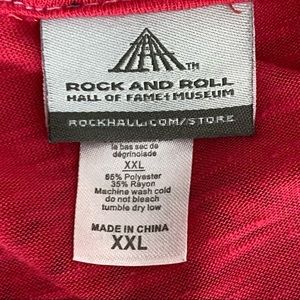 TM
ROCK AND ROLL
HALL OF FAME+MUSEUM
ROCKHALL.COM/STORE
le bas sec de
dégringolade
XXL
65% Polyester
35% Rayon
Machine wash cold
do not bleach
tumble dry low
MADE IN CHINA
XXL